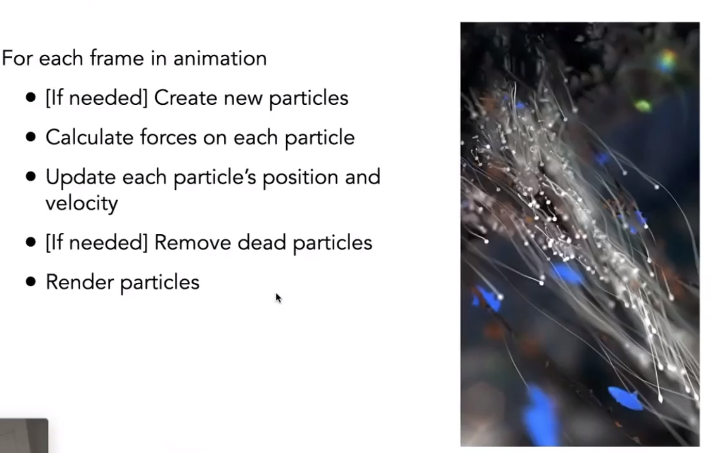 For each frame in animation
• [If needed] Create new particles
• Calculate forces on each particle
• Update each particle's position and
velocity
• [If needed] Remove dead particles
• Render particles